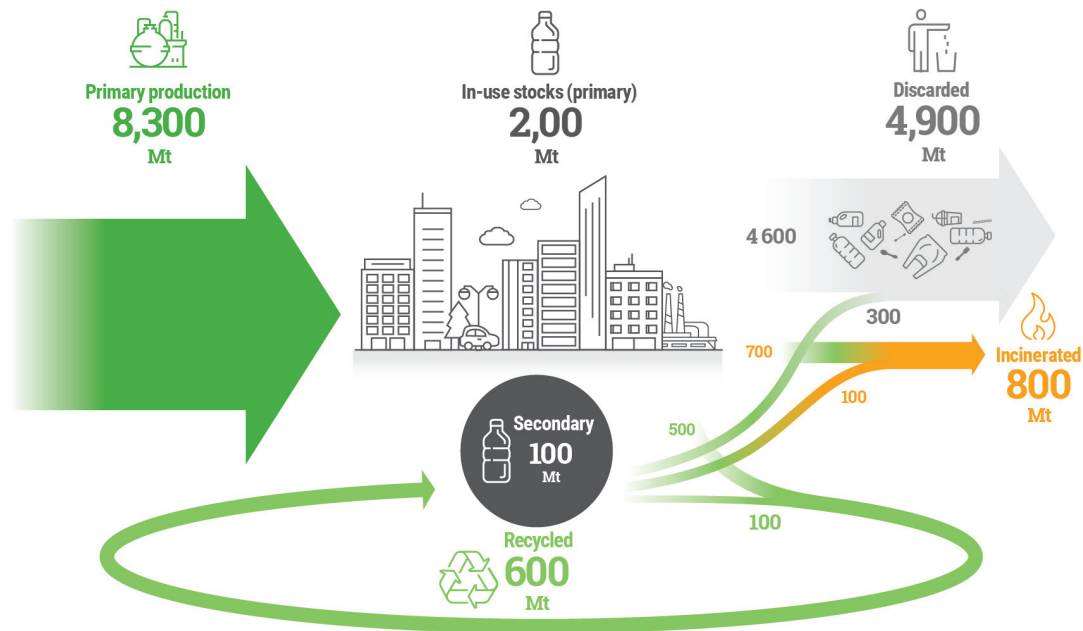 Primary production
8,300
Mt
In-use stocks (primary)
2,00
Mt
Discarded
4,900
Mt
4 600
300
700
Incinerated
800
Mt
100
500
Secondary
100
Mt
100
Recycled
600
Mt